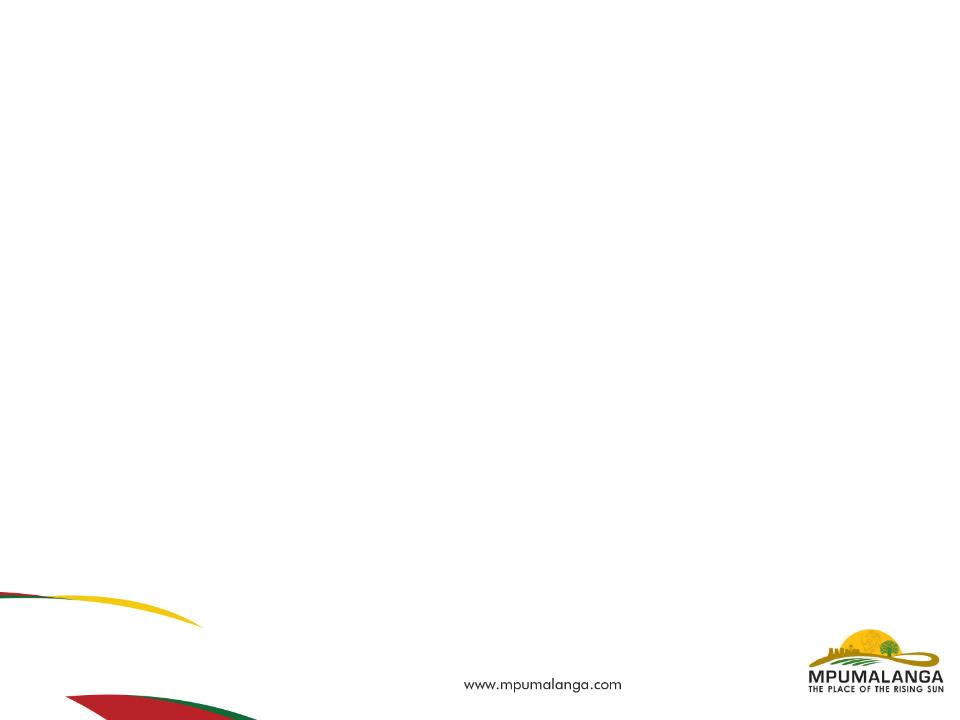 www.mpumalanga.com
MPUMALANGA
THE PLACE OF THE RISING SUN